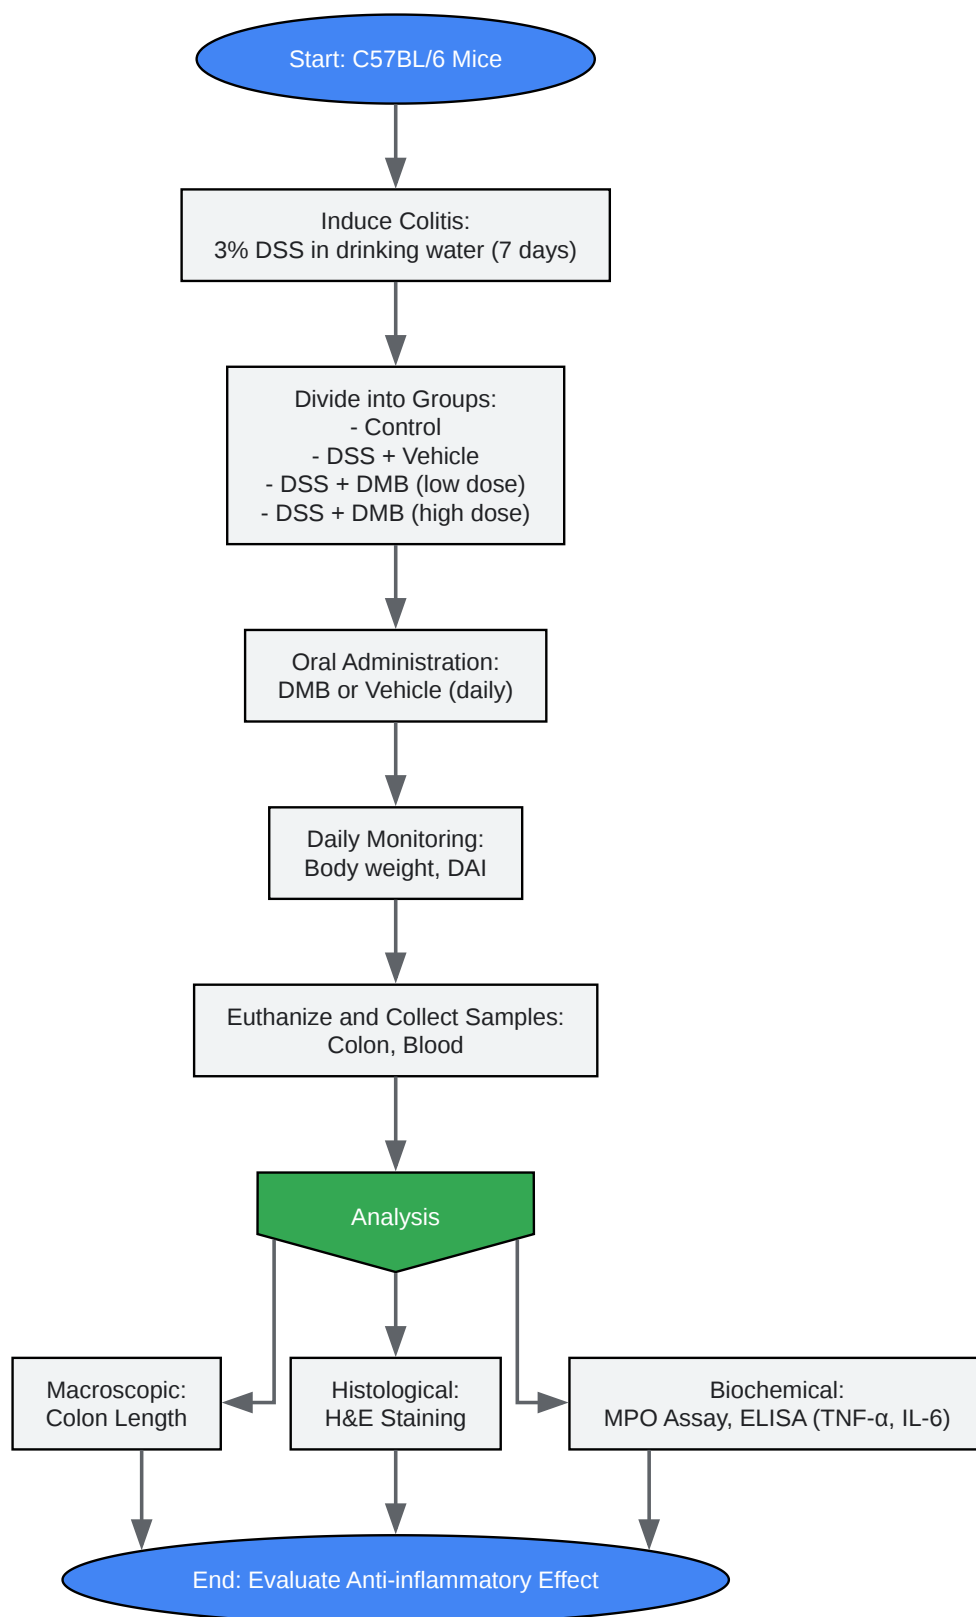 Start: C57BL/6 Mice
Induce Colitis:
3% DSS in drinking water (7 days)
Divide into Groups:
- Control
- DSS + Vehicle
- DSS + DMB (low dose)
- DSS + DMB (high dose)
Oral Administration:
DMB or Vehicle (daily)
Daily Monitoring:
Body weight, DAI
Euthanize and Collect Samples:
Colon, Blood
Analysis
Macroscopic:
Colon Length
Histological:
H&E Staining
Biochemical:
MPO Assay, ELISA (TNF-α, IL-6)
End: Evaluate Anti-inflammatory Effect